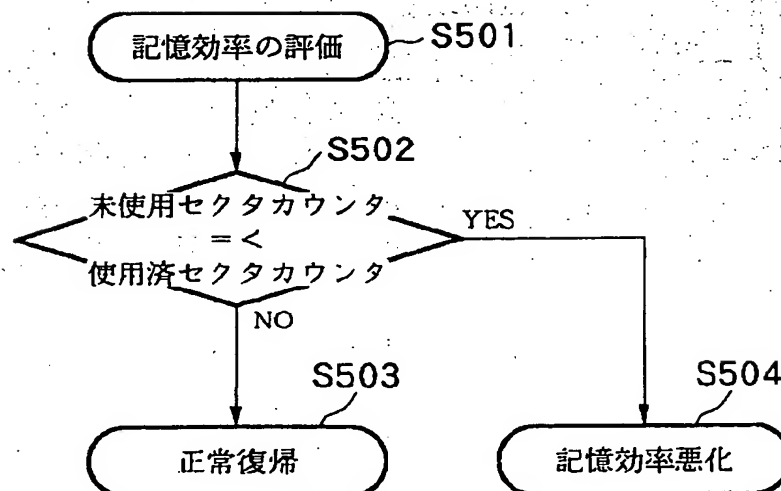 記憶効率の評価
S501
S502
未使用セクタカウンタ
=<
使用済セクタカウンタ
YES
NO
S503
S504
正常復帰
記憶効率悪化